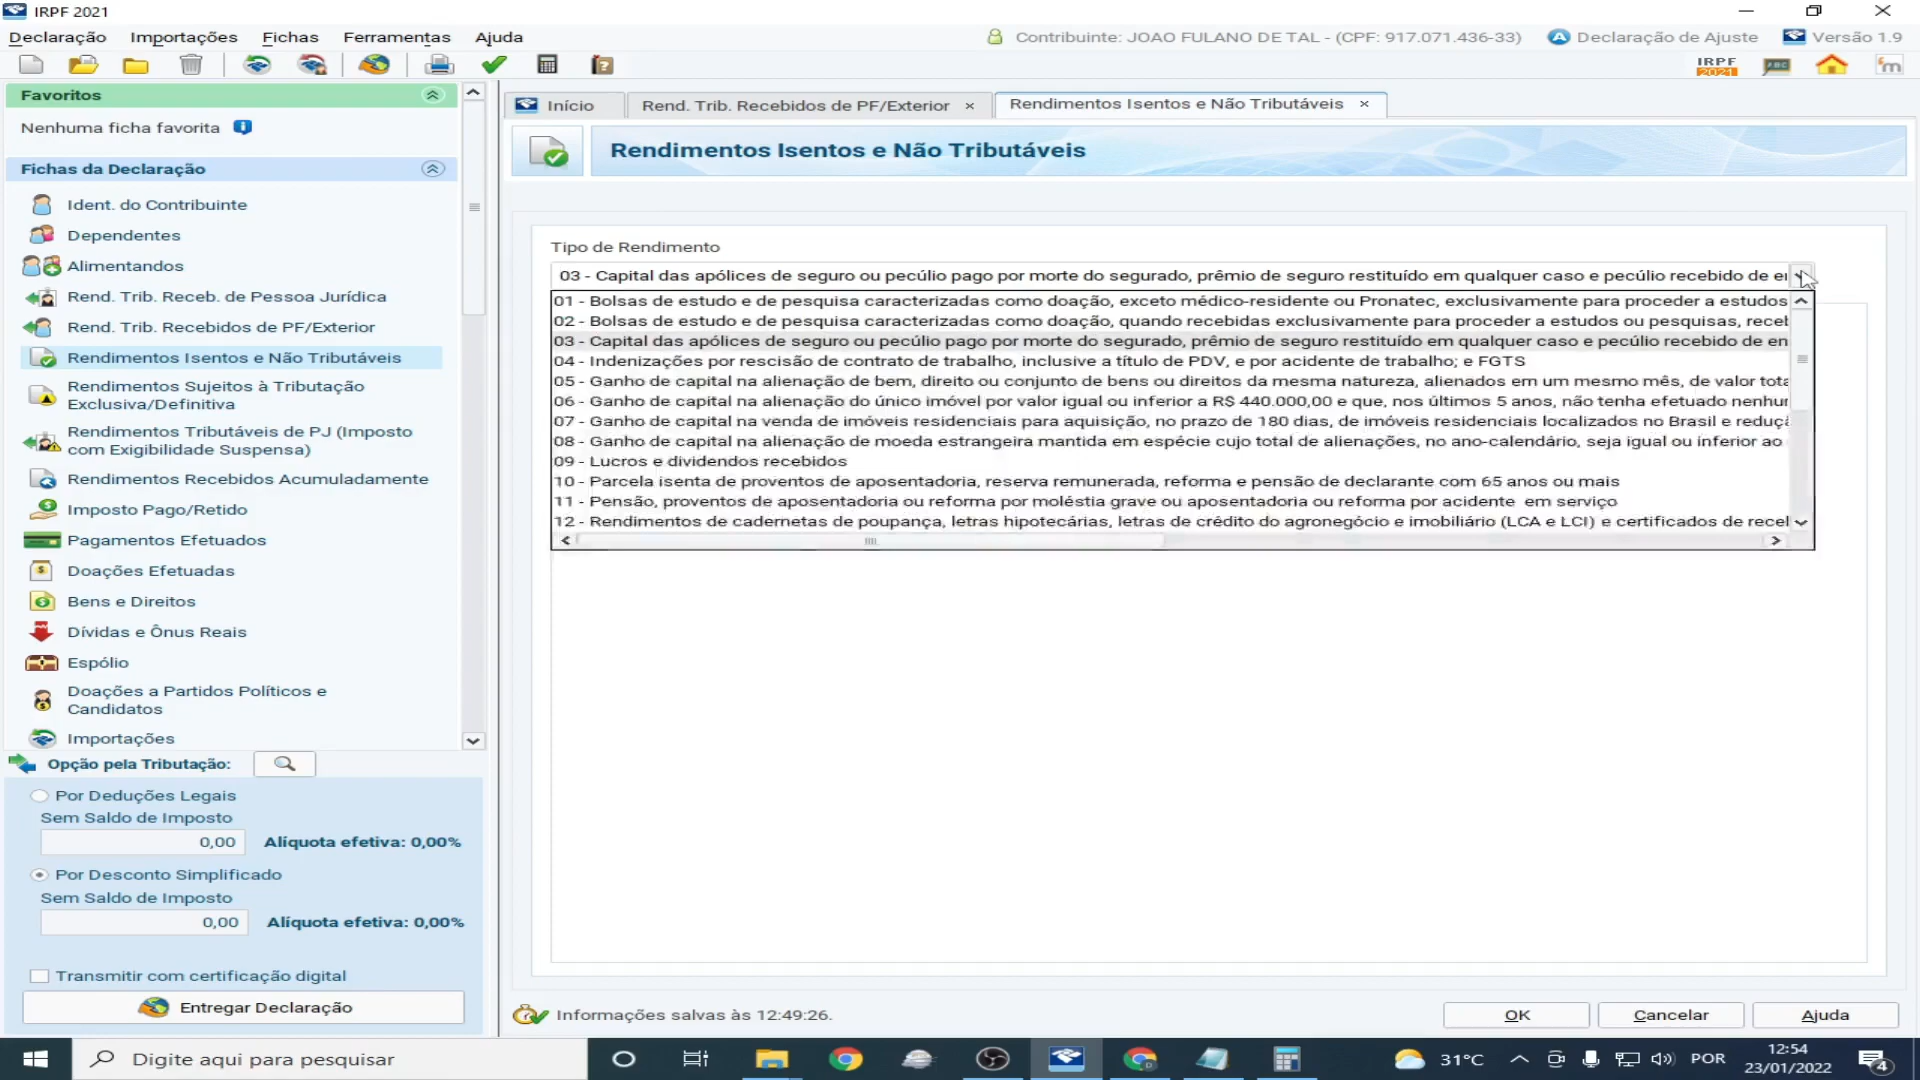 IRPF 2021
Declaração Importações Fichas Ferramentas Ajuda
Contribuinte: JOAO FULANO DE TAL - (CPF: 917.071.436-33) Declaração de Ajuste Versão 1.9
IRPF 2021
Favoritos
Nenhuma ficha favorita
Fichas da Declaração
Ident. do Contribuinte
Dependentes
Alimentandos
Rend. Trib. Receb. de Pessoa Jurídica
Rend. Trib. Recebidos de PF/Exterior
Rendimentos Isentos e Não Tributáveis
Rendimentos Sujeitos à Tributação
Exclusiva/Definitiva
Rendimentos Tributáveis de PJ (Imposto
com Exigibilidade Suspensa)
Rendimentos Recebidos Acumuladamente
Imposto Pago/Retido
Pagamentos Efetuados
Doações Efetuadas
Bens e Direitos
Dívidas e Ônus Reais
Espólio
Doações a Partidos Políticos e
Candidatos
Importações
Opção pela Tributação:
Por Deduções Legais
Sem Saldo de Imposto
0,00 Alíquota efetiva: 0,00%
Por Desconto Simplificado
Sem Saldo de Imposto
0,00 Alíquota efetiva: 0,00%
Transmitir com certificação digital
Entregar Declaração
Início Rend. Trib. Recebidos de PF/Exterior × Rendimentos Isentos e Não Tributáveis ×
Rendimentos Isentos e Não Tributáveis
Tipo de Rendimento
03 - Capital das apólices de seguro ou pecúlio pago por morte do segurado, prêmio de seguro restituído em qualquer caso e pecúlio recebido de
01 - Bolsas de estudo e de pesquisa caracterizadas como doação, exceto médico-residente ou Pronatec, exclusivamente para proceder a estudos
02 - Bolsas de estudo e de pesquisa caracterizadas como doação, quando recebidas exclusivamente para proceder a estudos ou pesquisas,
03 - Capital das apólices de seguro ou pecúlio pago por morte do segurado, prêmio de seguro restituído em qualquer caso e pecúlio recebido de en
04 - Indenizações por rescisão de contrato de trabalho, inclusive a título de PDV, e por acidente de trabalho; e FGTS
05 - Ganho de capital na alienação de bem, direito ou conjunto de bens ou direitos da mesma natureza, alienados em um mesmo mês, de valor
06 - Ganho de capital na alienação do único imóvel por valor igual ou inferior a R$ 440.000,00 e que, nos últimos 5 anos, não tenha efetuado
07 - Ganho de capital na venda de imóveis residenciais para aquisição, no prazo de 180 dias, de imóveis residenciais localizados no Brasil e
08 - Ganho de capital na alienação de moeda estrangeira mantida em espécie cujo total de alienações, no ano-calendário, seja igual ou inferior ao
09 - Lucros e dividendos recebidos
10 - Parcela isenta de proventos de aposentadoria, reserva remunerada, reforma e pensão de declarante com 65 anos ou mais
11 - Pensão, proventos de aposentadoria ou reforma por moléstia grave ou aposentadoria ou reforma por acidente em serviço
12 - Rendimentos de cadernetas de poupança, letras hipotecárias, letras de crédito do agronegócio e imobiliário (LCA e LCI) e certificados de
Informações salvas às 12:49:26.
OK Cancelar Ajuda
Digite aqui para pesquisar
31°C POR 12:54
23/01/2022 4